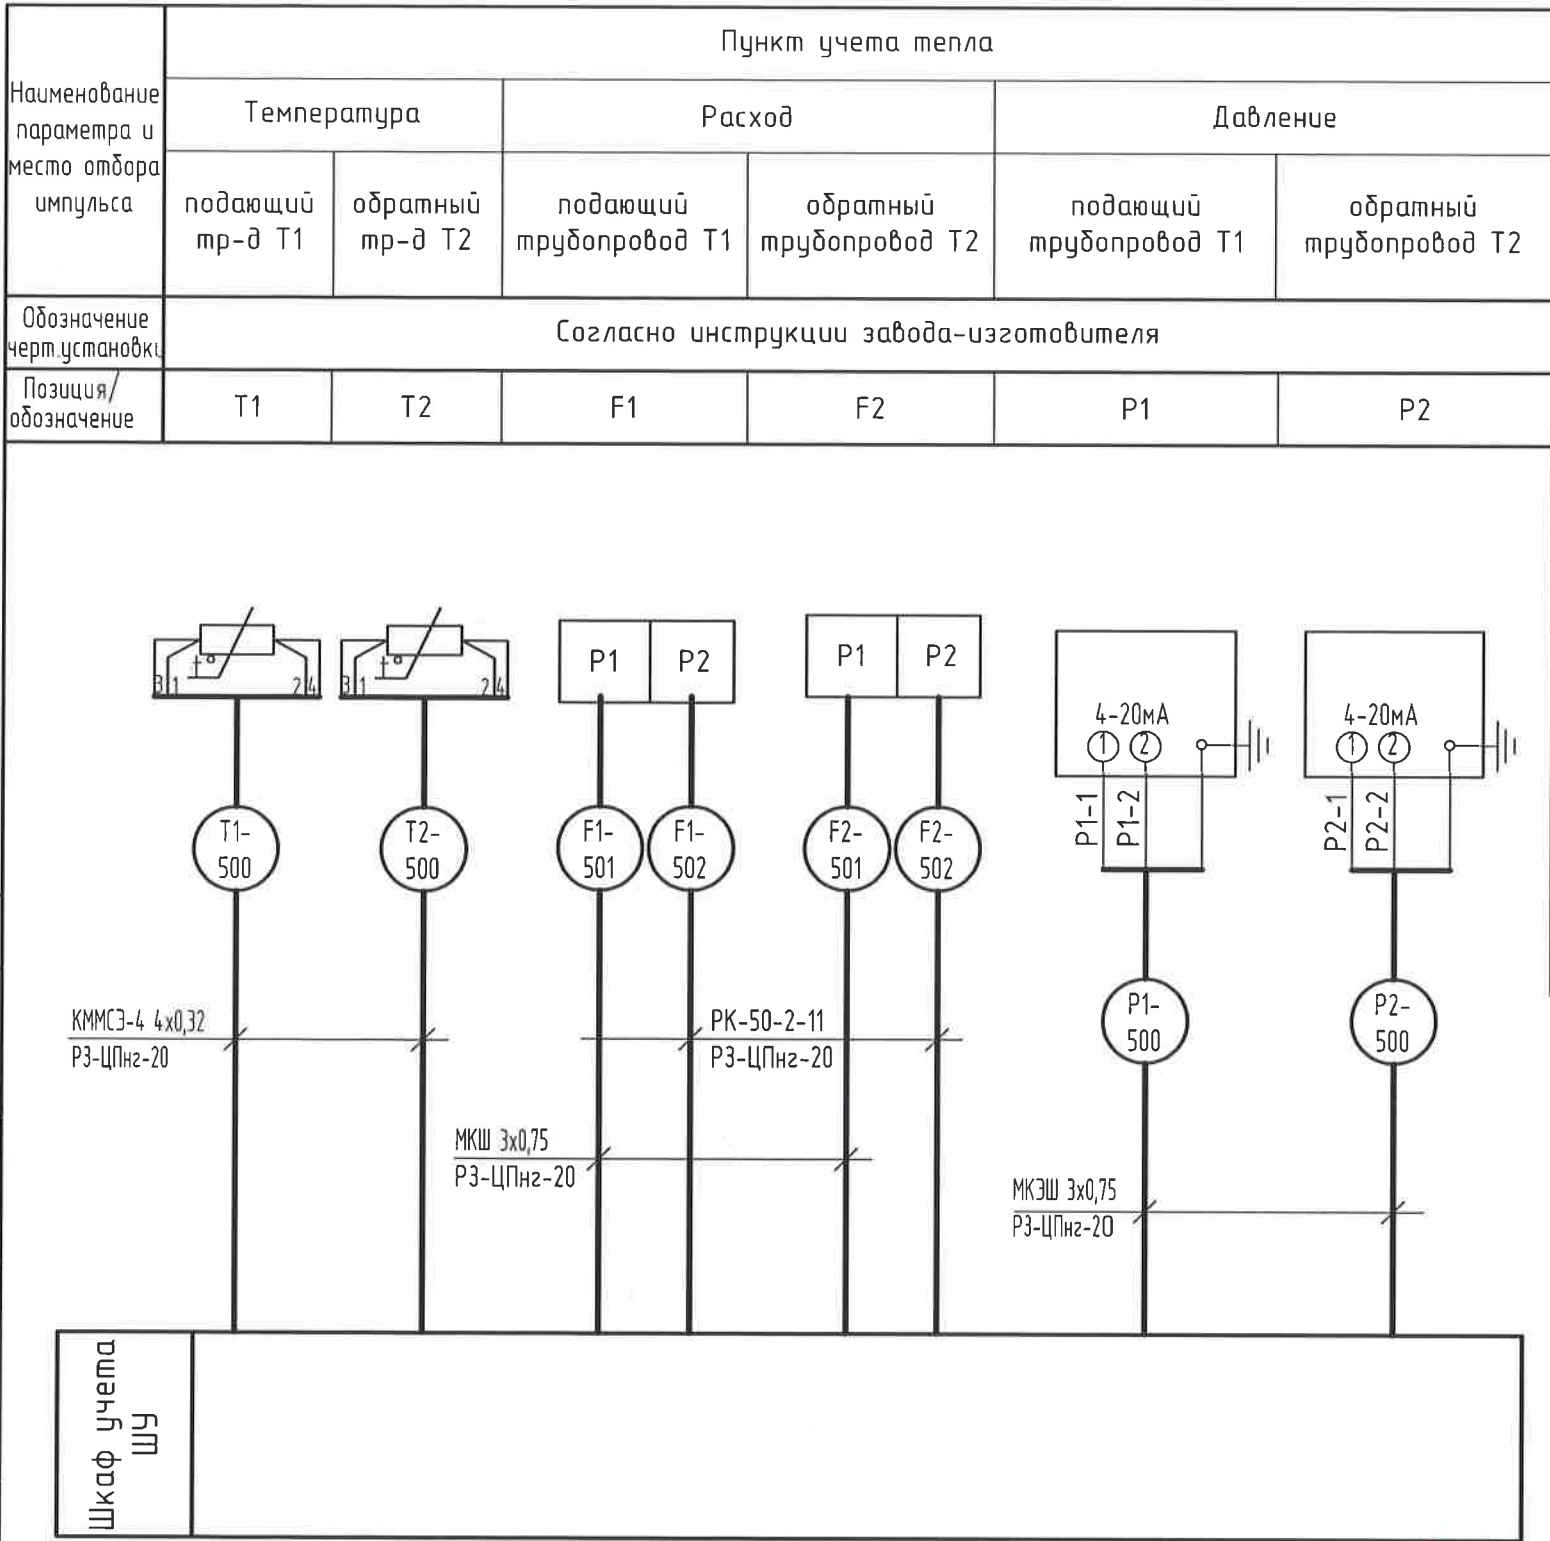 Пункт учета тепла
Наименование
параметра и
место отбора
импульса
Температура
Расход
Давление
подающий
тр-д Т1
обратный
тр-д Т2
подающий
трубопровод Т1
обратный
трубопровод Т2
подающий
трубопровод Т1
обратный
трубопровод Т2
Обозначение
черт.установки
Согласно инструкции завода-изготовителя
Позиция/
обозначение
T1
T2
F1
F2
P1
P2
3 1 2 4
3 1 2 4
P1 P2
P1 P2
4-20мА
1 2
4-20мА
1 2
P1-1
P1-2
P2-1
P2-2
T1-
500
T2-
500
F1-
501
F1-
502
F2-
501
F2-
502
P1-
500
P2-
500
КММСЭ-4 4х0,32
РЗ-ЦПнг-20
РК-50-2-11
РЗ-ЦПнг-20
МКШ 3х0,75
РЗ-ЦПнг-20
МКЭШ 3х0,75
РЗ-ЦПнг-20
Шкаф учета
ШУ